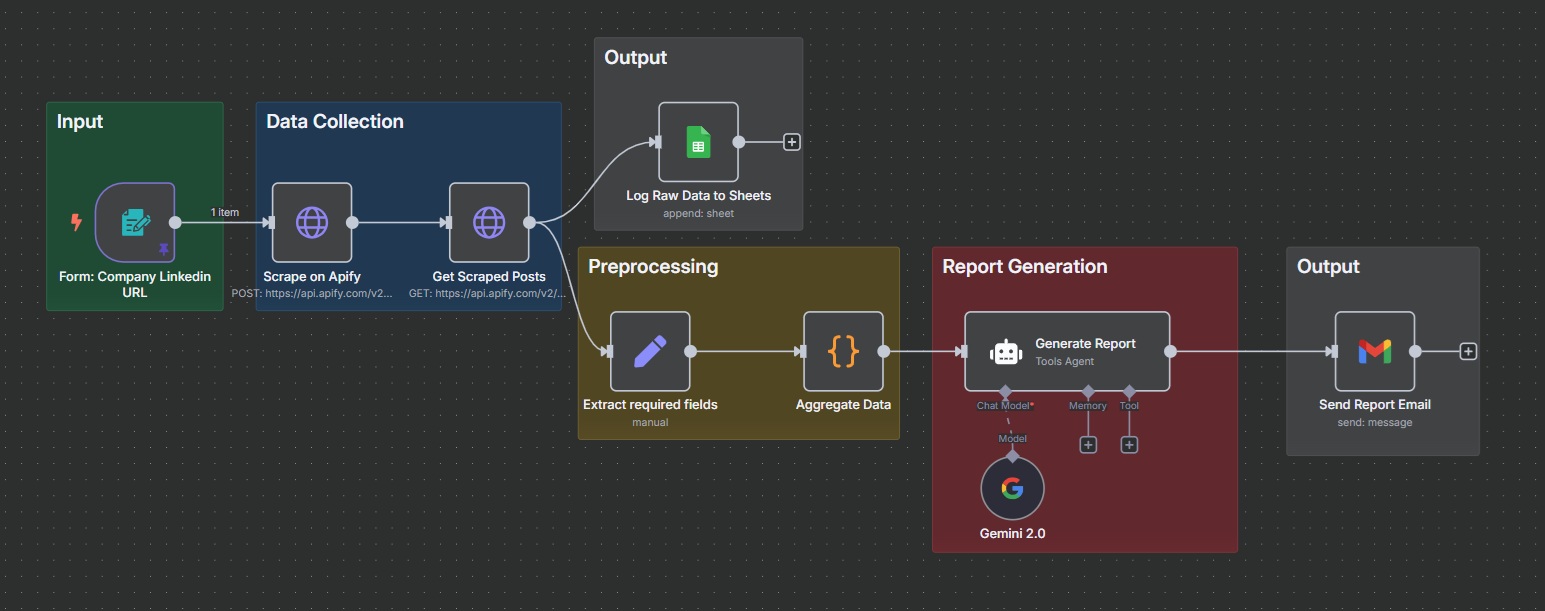 Output
Log Raw Data to Sheets
append: sheet
Input
1 item
Form: Company Linkedin
URL
Data Collection
Scrape on Apify
POST: https://api.apify.com/v2...
Get Scraped Posts
GET: https://api.apify.com/v2/...
Preprocessing
Extract required fields
manual
{}
Aggregate Data
Report Generation
Generate Report
Tools Agent
Chat Model*
Memory
Tool
Model
Gemini 2.0
Output
Send Report Email
send: message